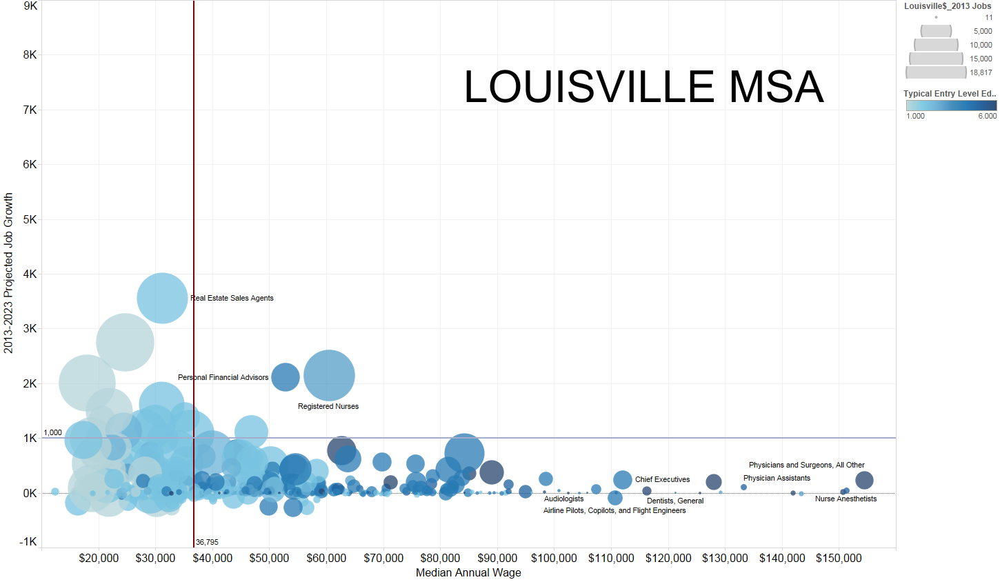 9K
Louisville$_2013 Jobs
11
5,000
10,000
15,000
18,817
8K
LOUISVILLE MSA
Typical Entry Level Ed..
1.000 6.000
7K
6K
5K
2013-2023 Projected Job Growth
4K
Real Estate Sales Agents
3K
Personal Financial Advisors
2K
Registered Nurses
1,000
1K
Physicians and Surgeons, All Other
Chief Executives
Physician Assistants
0K
Audiologists
Dentists, General
Nurse Anesthetists
Airline Pilots, Copilots, and Flight Engineers
-1K
36,795
$20,000 $30,000 $40,000 $50,000 $60,000 $70,000 $80,000 $90,000 $100,000 $110,000 $120,000 $130,000 $140,000 $150,000
Median Annual Wage